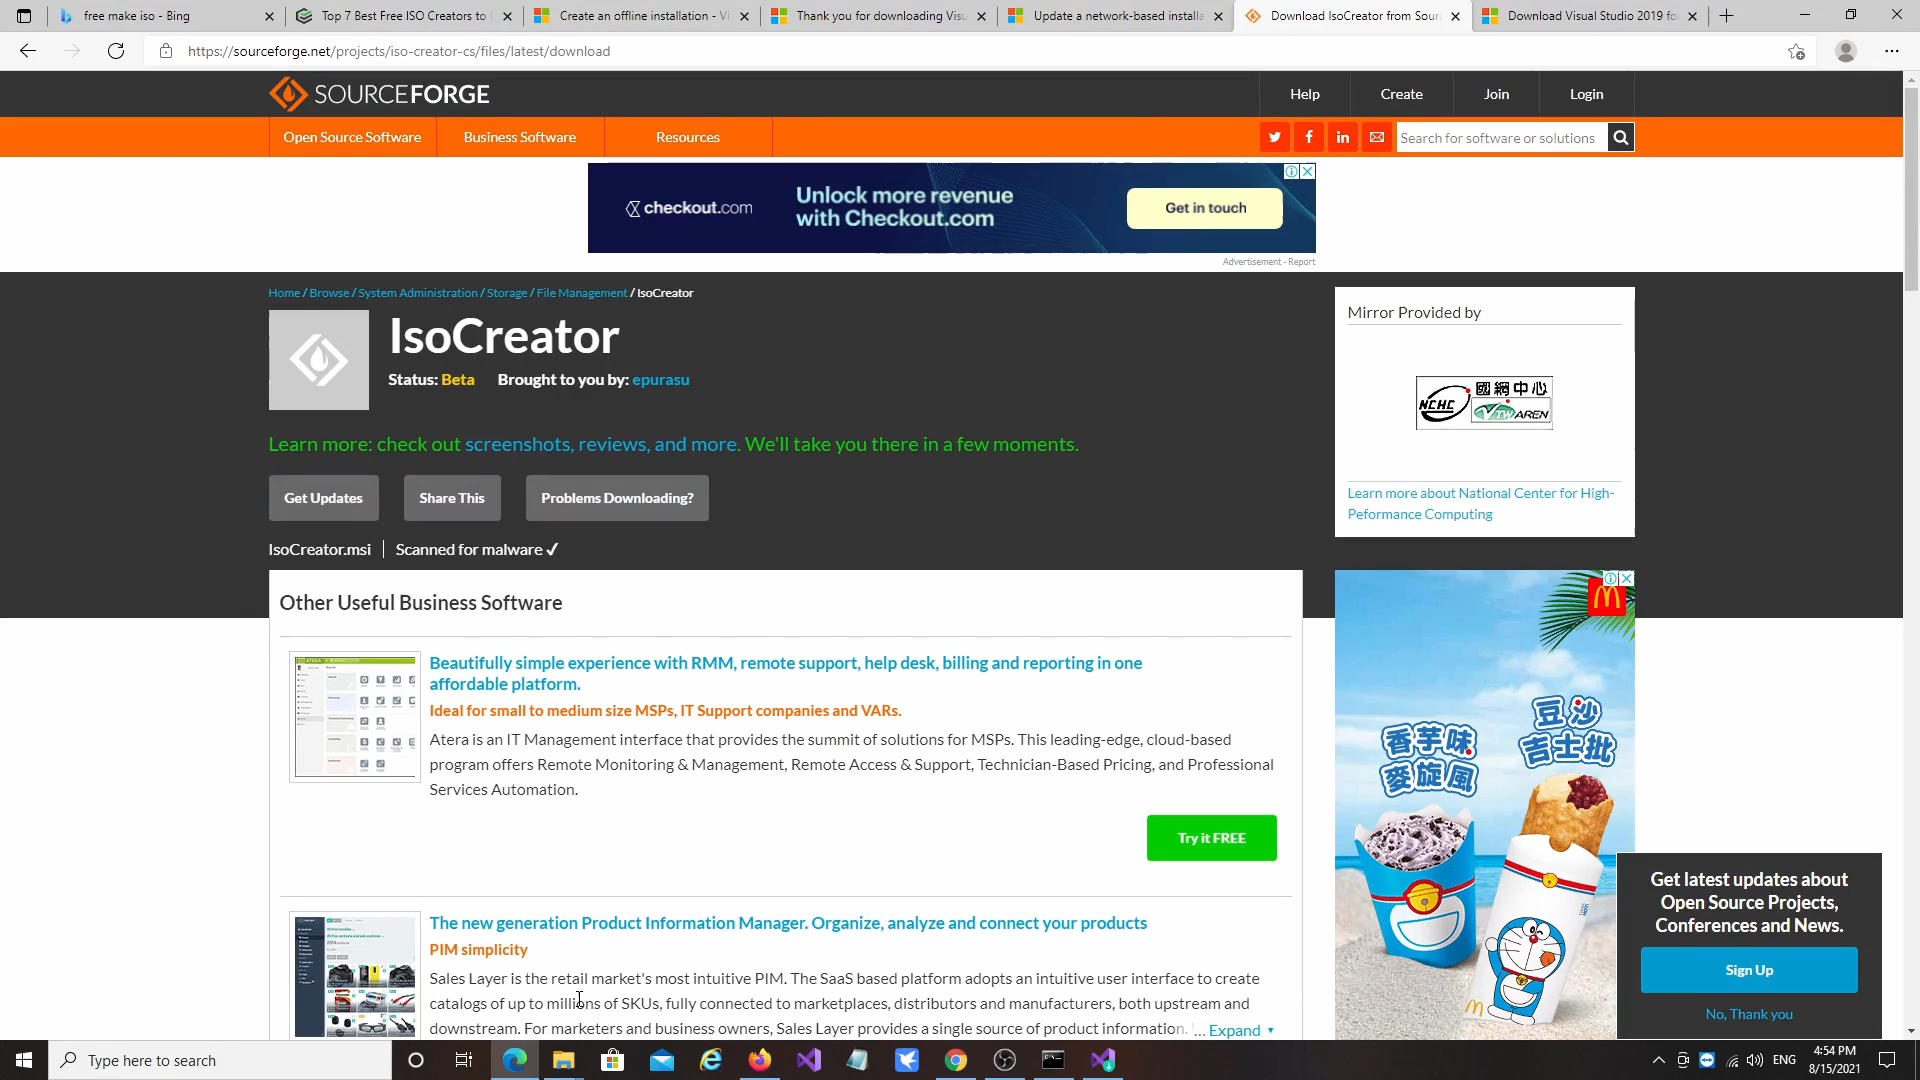 free make iso - Bing
Top 7 Best Free ISO Creators to C
Create an offline installation - Vi
Thank you for downloading Visu
Update a network-based installa
Download IsoCreator from Sour
Download Visual Studio 2019 fo
https://sourceforge.net/projects/iso-creator-cs/files/latest/download
SOURCEFORGE
Help
Create
Join
Login
Open Source Software
Business Software
Resources
Search for software or solutions
checkout.com
Unlock more revenue
with Checkout.com
Get in touch
Advertisement - Report
Home / Browse / System Administration / Storage / File Management / IsoCreator
IsoCreator
Status: Beta
Brought to you by: epurasu
Learn more: check out screenshots, reviews, and more. We'll take you there in a few moments.
Get Updates
Share This
Problems Downloading?
IsoCreator.msi
Scanned for malware ✓
Mirror Provided by
NCHC
國網中心
TWAREN
Learn more about National Center for High-
Peformance Computing
Other Useful Business Software
Beautifully simple experience with RMM, remote support, help desk, billing and reporting in one
affordable platform.
Ideal for small to medium size MSPs, IT Support companies and VARs.
Atera is an IT Management interface that provides the summit of solutions for MSPs. This leading-edge, cloud-based
program offers Remote Monitoring & Management, Remote Access & Support, Technician-Based Pricing, and Professional
Services Automation.
Try it FREE
The new generation Product Information Manager. Organize, analyze and connect your products
PIM simplicity
Sales Layer is the retail market's most intuitive PIM. The SaaS based platform adopts an intuitive user interface to create
catalogs of up to millions of SKUs, fully connected to marketplaces, distributors and manufacturers, both upstream and
downstream. For marketers and business owners, Sales Layer provides a single source of product information.
... Expand
香芋味
麥旋風
豆沙
吉士批
Get latest updates about
Open Source Projects,
Conferences and News.
Sign Up
No, Thank you
Type here to search
ENG
4:54 PM
8/15/2021